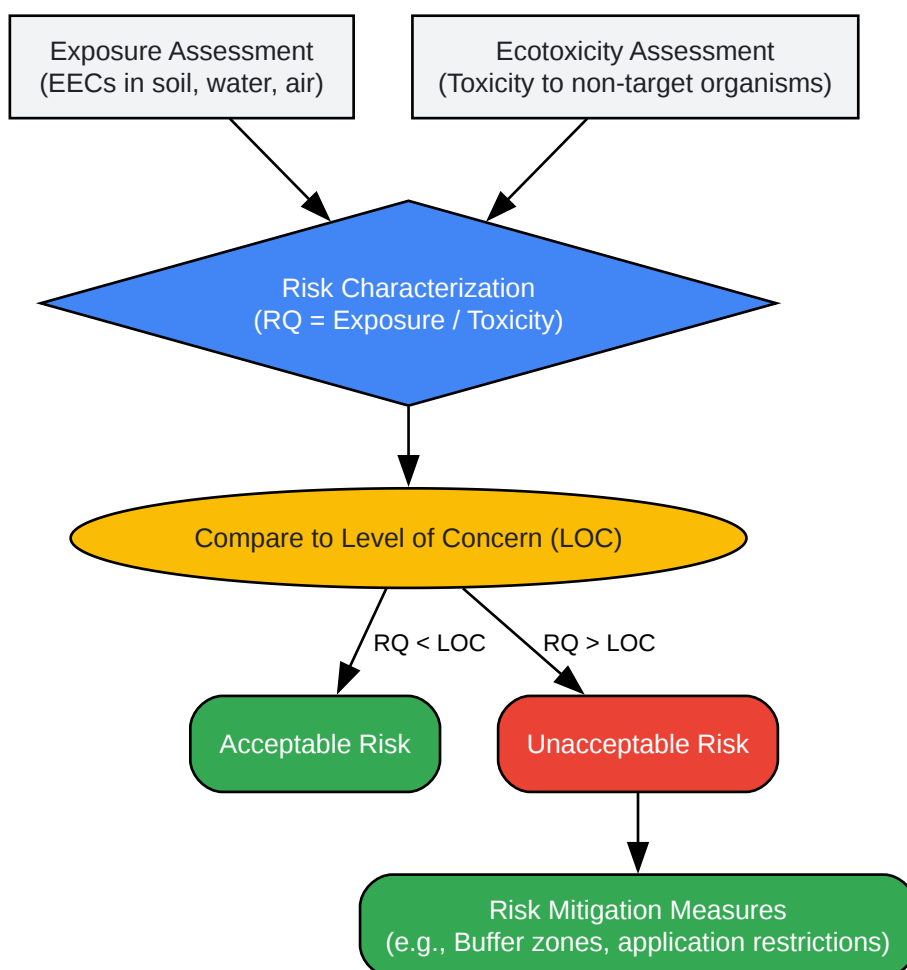 Exposure Assessment
(EECs in soil, water, air)
Ecotoxicity Assessment
(Toxicity to non-target organisms)
Risk Characterization
(RQ = Exposure / Toxicity)
Compare to Level of Concern (LOC)
RQ < LOC
RQ > LOC
Acceptable Risk
Unacceptable Risk
Risk Mitigation Measures
(e.g., Buffer zones, application restrictions)